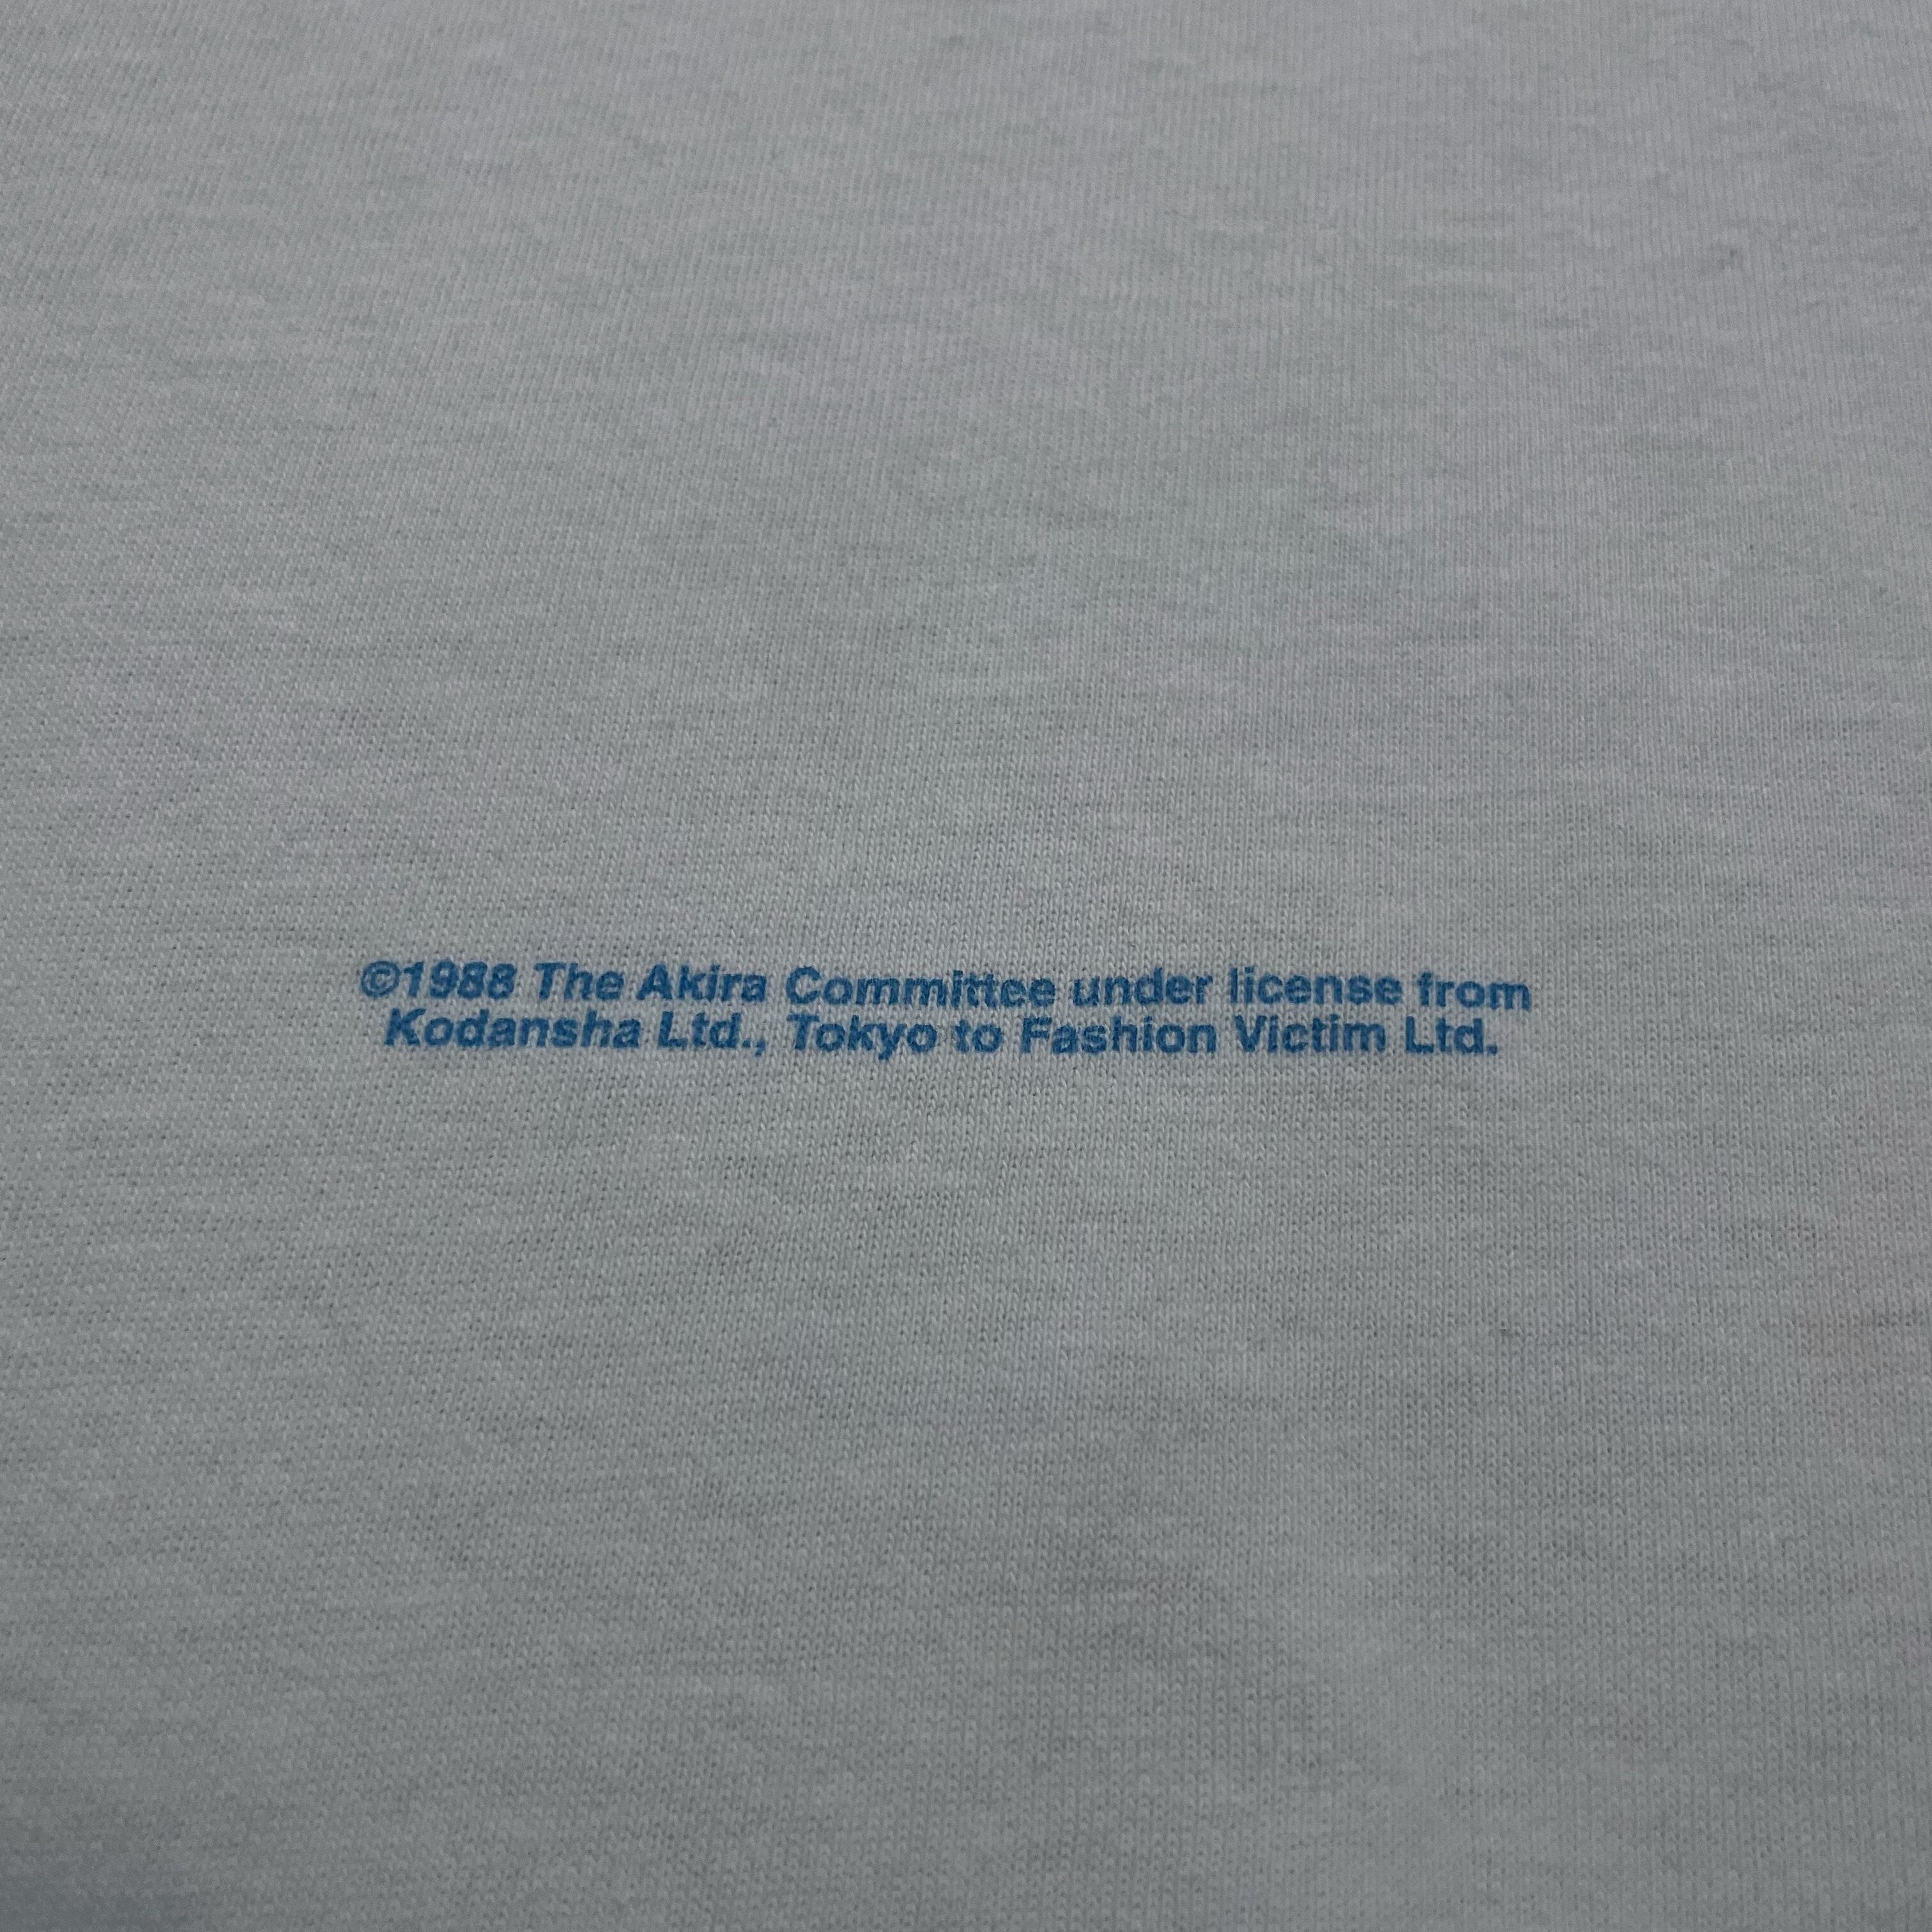 ©1988 The Akira Committee under license from
Kodansha Ltd., Tokyo to Fashion Victim Ltd.